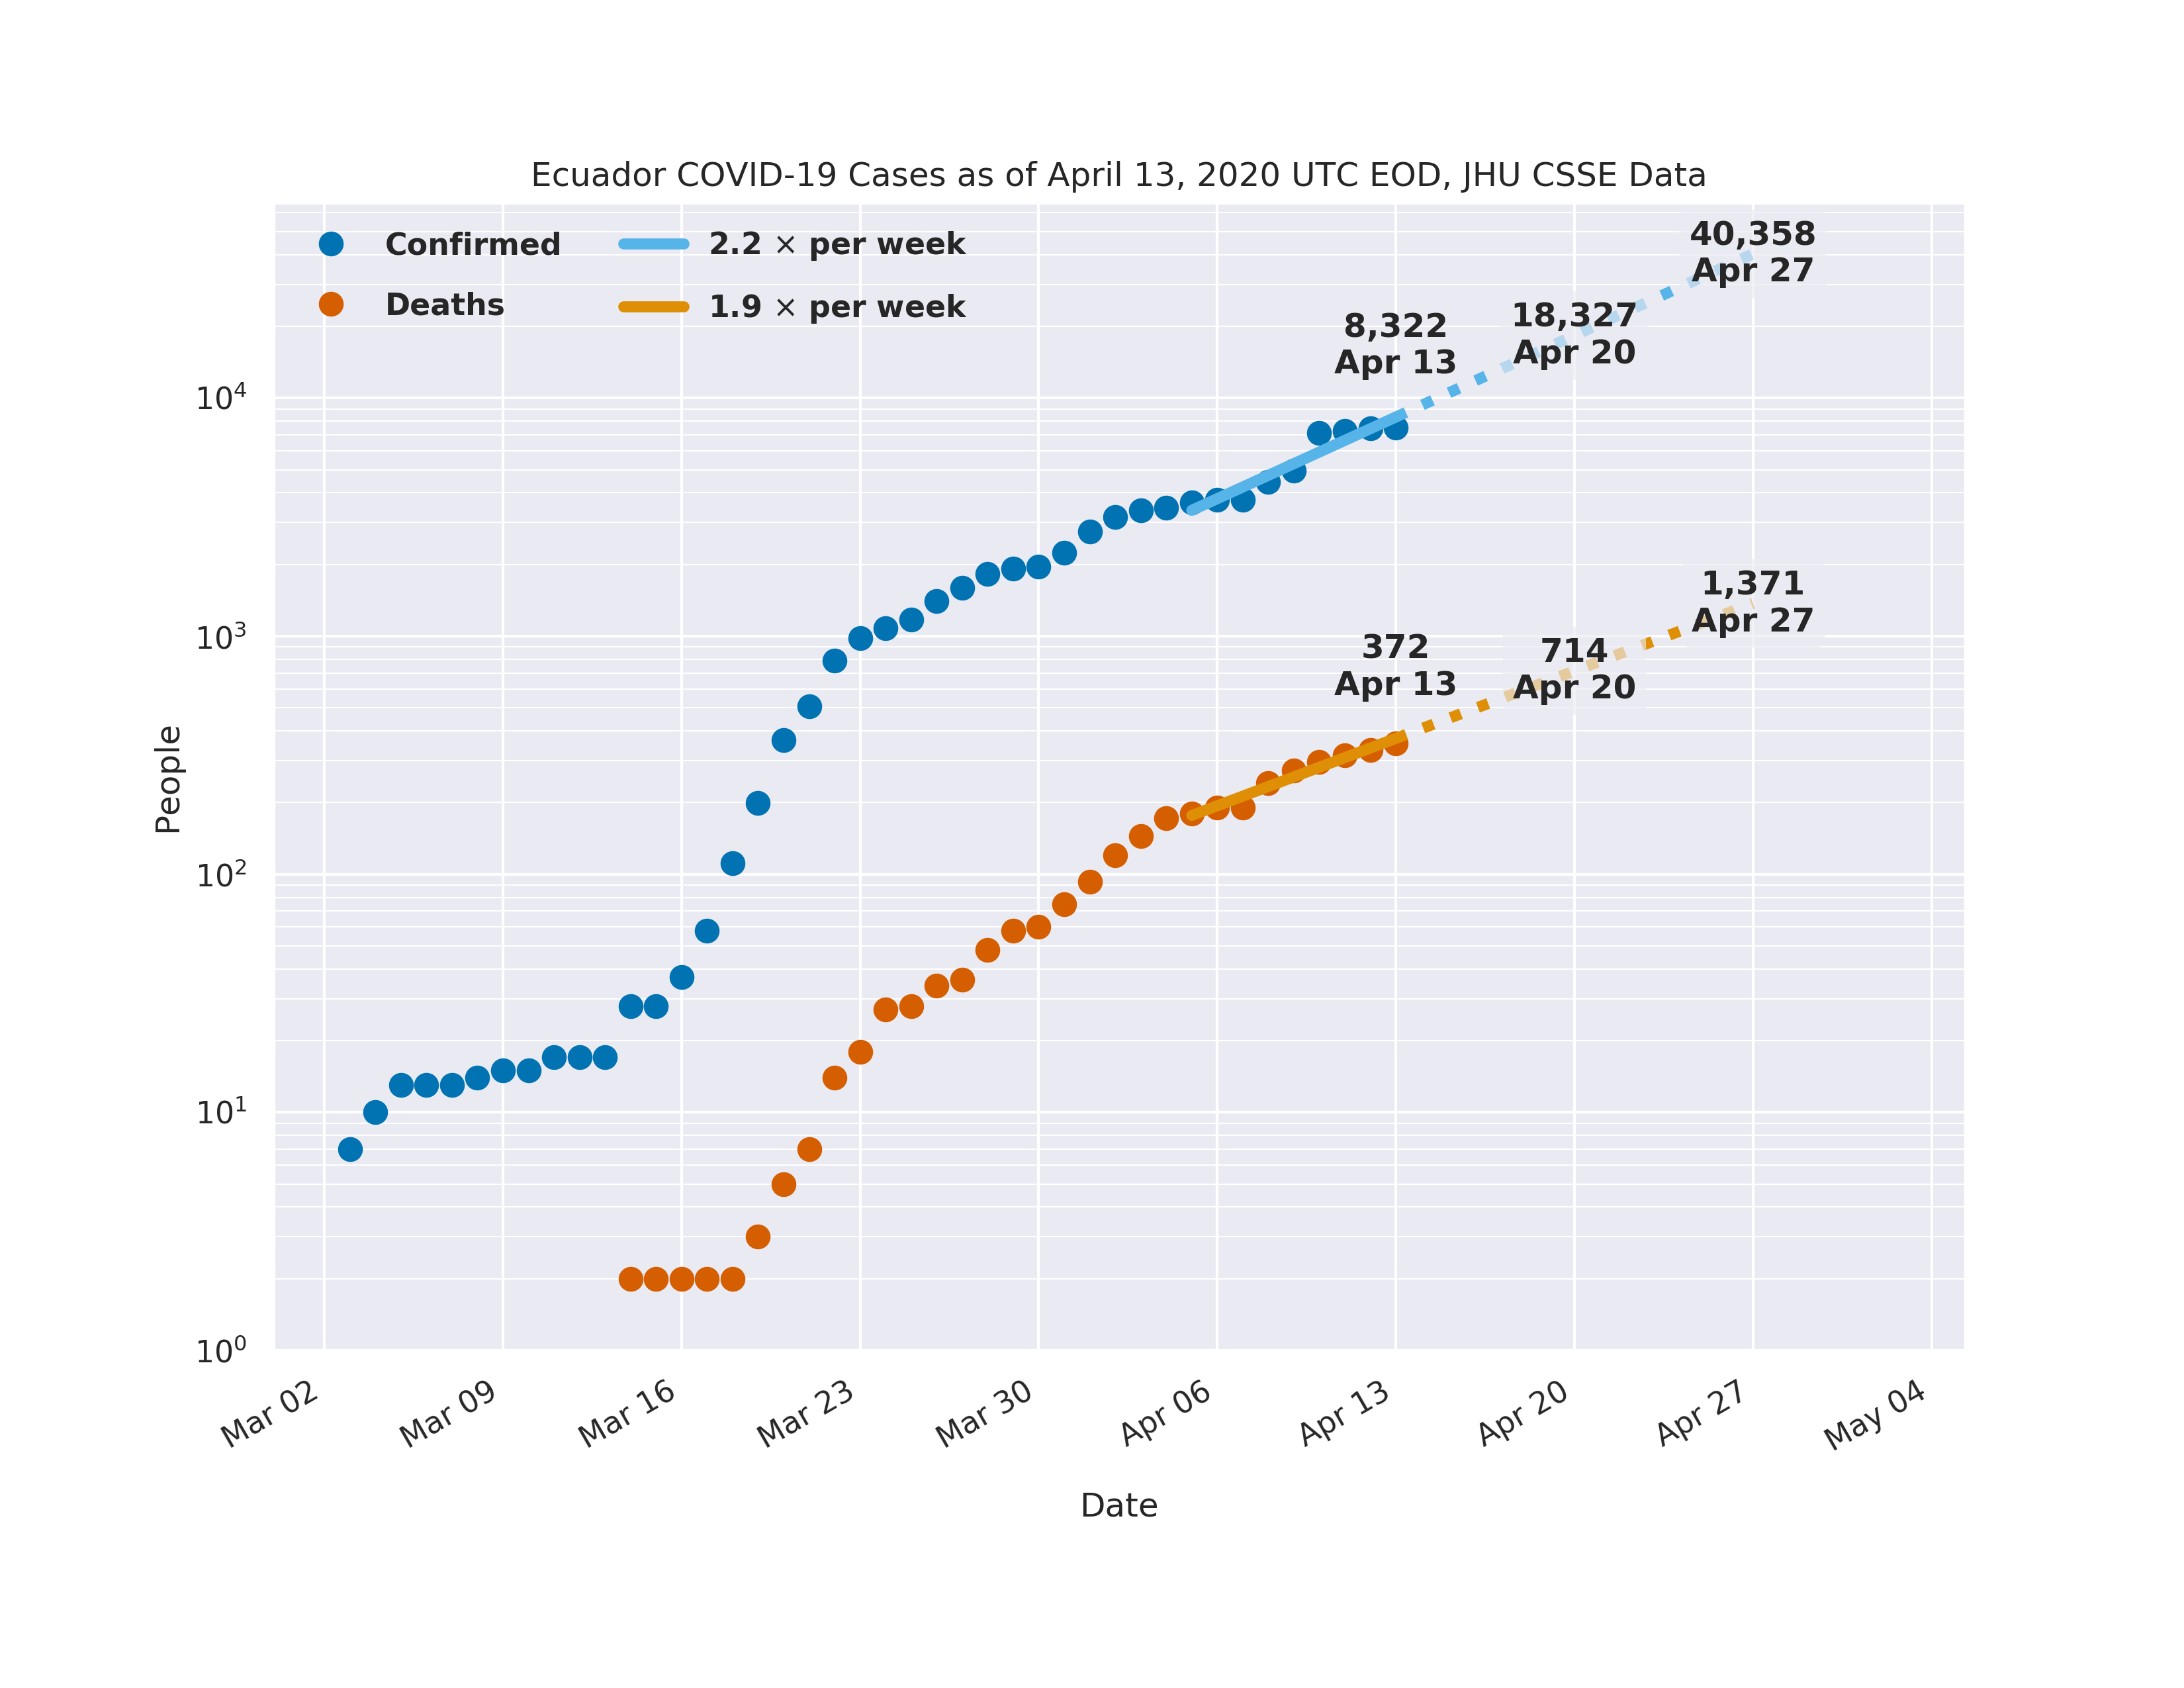 Ecuador COVID-19 Cases as of April 13, 2020 UTC EOD, JHU CSSE Data
Confirmed
Deaths
2.2 × per week
1.9 × per week
40,358
Apr 27
18,327
Apr 20
8,322
Apr 13
1,371
Apr 27
714
Apr 20
372
Apr 13
People
10⁴
10³
10²
10¹
10⁰
Mar 02
Mar 09
Mar 16
Mar 23
Mar 30
Apr 06
Apr 13
Apr 20
Apr 27
May 04
Date